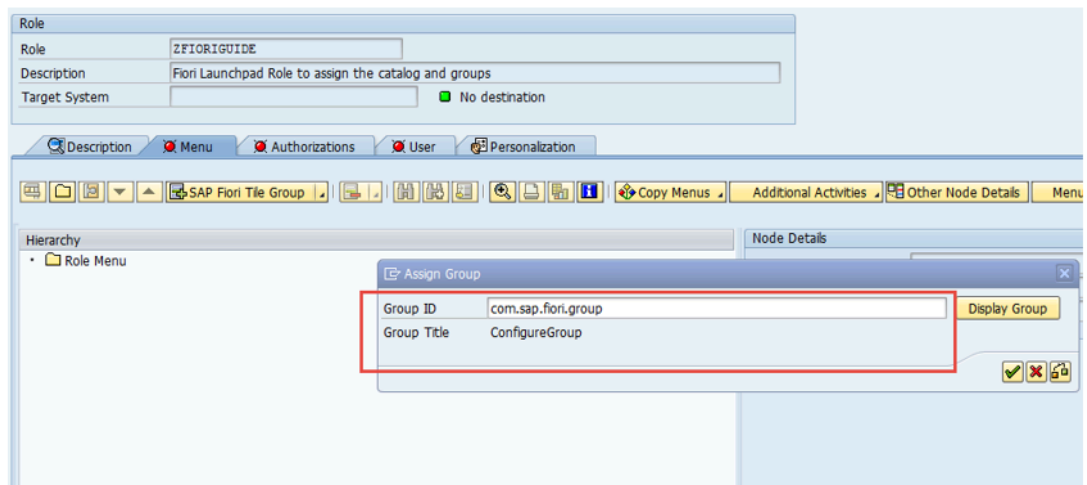 Role
Role ZFIORIGUIDE
Description Fiori Launchpad Role to assign the catalog and groups
Target System No destination
Description Menu Authorizations User Personalization
SAP Fiori Tile Group Copy Menus Additional Activities Other Node Details Menu
Hierarchy Node Details
Role Menu
Assign Group
Group ID com.sap.fiori.group Display Group
Group Title ConfigureGroup